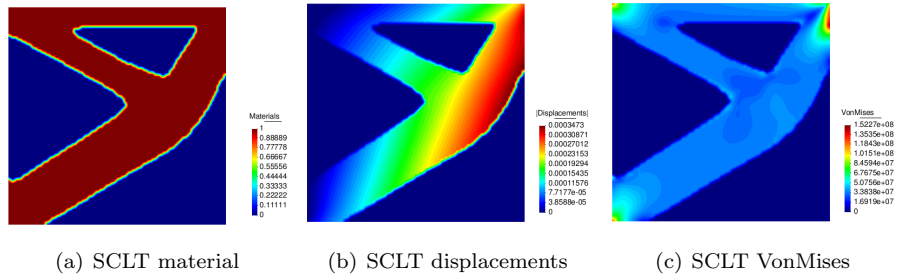 Materials
1
0.88889
0.77778
0.66667
0.55556
0.44444
0.33333
0.22222
0.11111
0
|Displacements|
0.0003473
0.00030871
0.00027012
0.00023153
0.00019294
0.00015435
0.00011576
7.7177e-05
3.8588e-05
0
VonMises
1.5227e+08
1.3535e+08
1.1843e+08
1.0151e+08
8.4594e+07
6.7675e+07
5.0756e+07
3.3838e+07
1.6919e+07
0
(a) SCLT material
(b) SCLT displacements
(c) SCLT VonMises